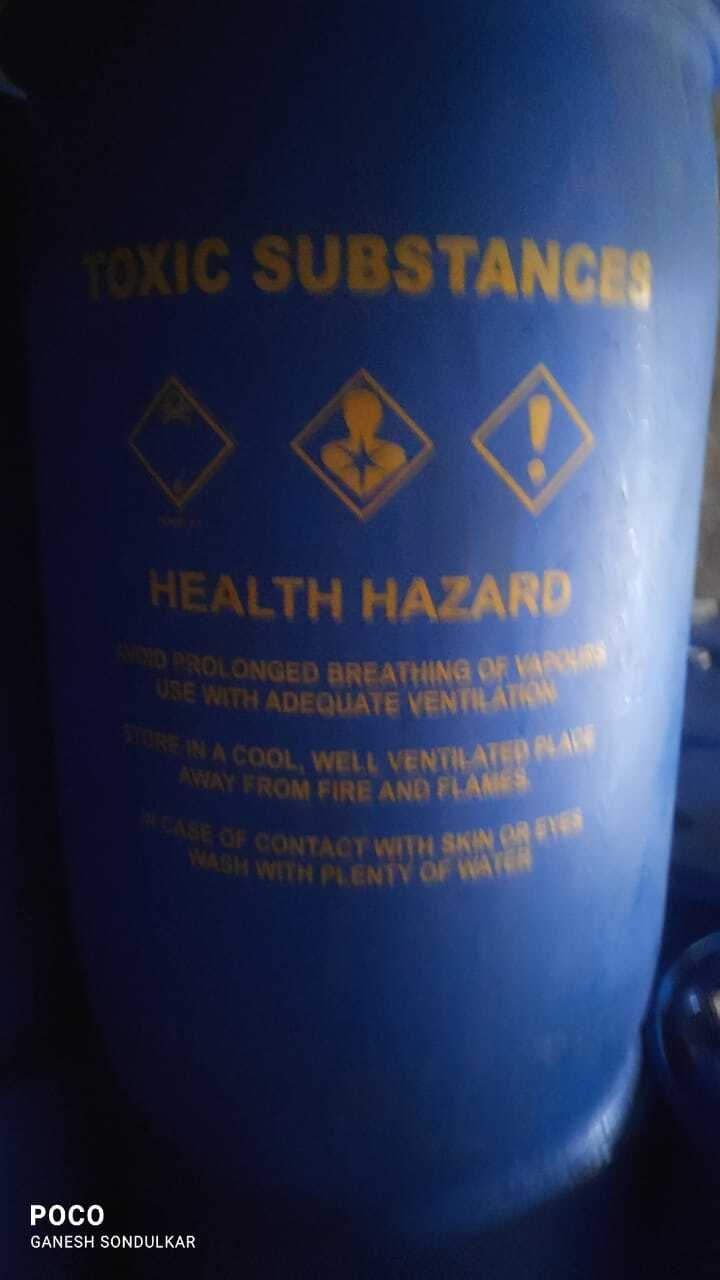 TOXIC SUBSTANCES
HEALTH HAZARD
AVOID PROLONGED BREATHING OF VAPOURS
USE WITH ADEQUATE VENTILATION
STORE IN A COOL, WELL VENTILATED PLACE
AWAY FROM FIRE AND FLAMES
IN CASE OF CONTACT WITH SKIN OR EYES
WASH WITH PLENTY OF WATER
POCO
GANESH SONDULKAR